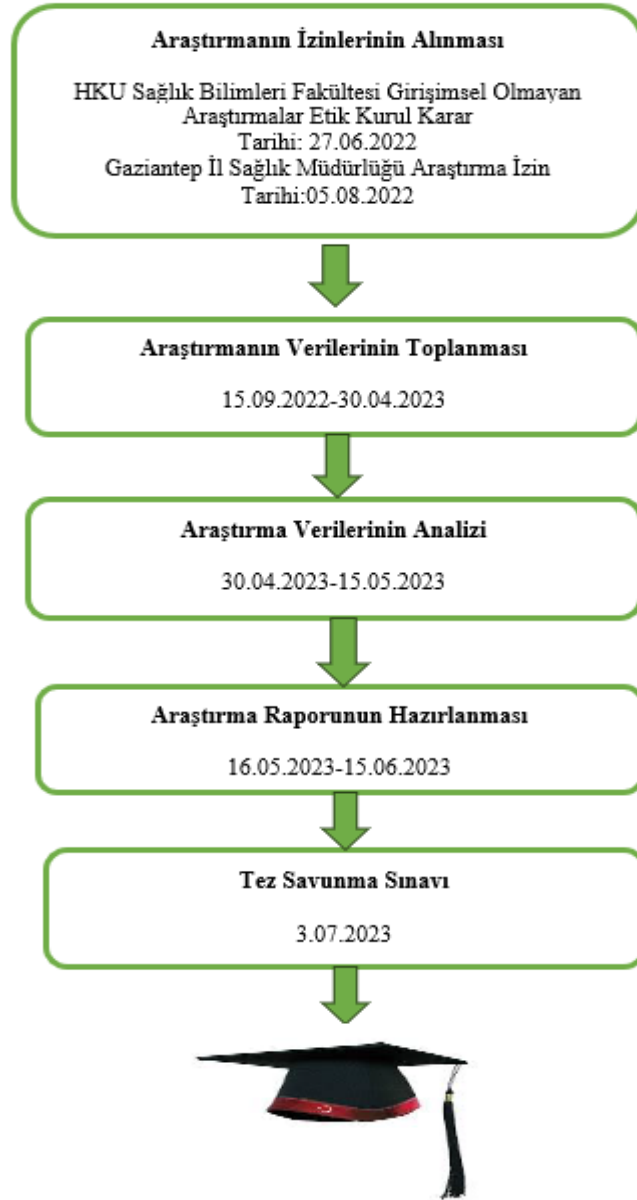 Araştırmanın İzinlerinin Alınması
HKU Sağlık Bilimleri Fakültesi Girişimsel Olmayan
Araştırmalar Etik Kurul Karar
Tarihi: 27.06.2022
Gaziantep İl Sağlık Müdürlüğü Araştırma İzin
Tarihi:05.08.2022
Araştırmanın Verilerinin Toplanması
15.09.2022-30.04.2023
Araştırma Verilerinin Analizi
30.04.2023-15.05.2023
Araştırma Raporunun Hazırlanması
16.05.2023-15.06.2023
Tez Savunma Sınavı
3.07.2023